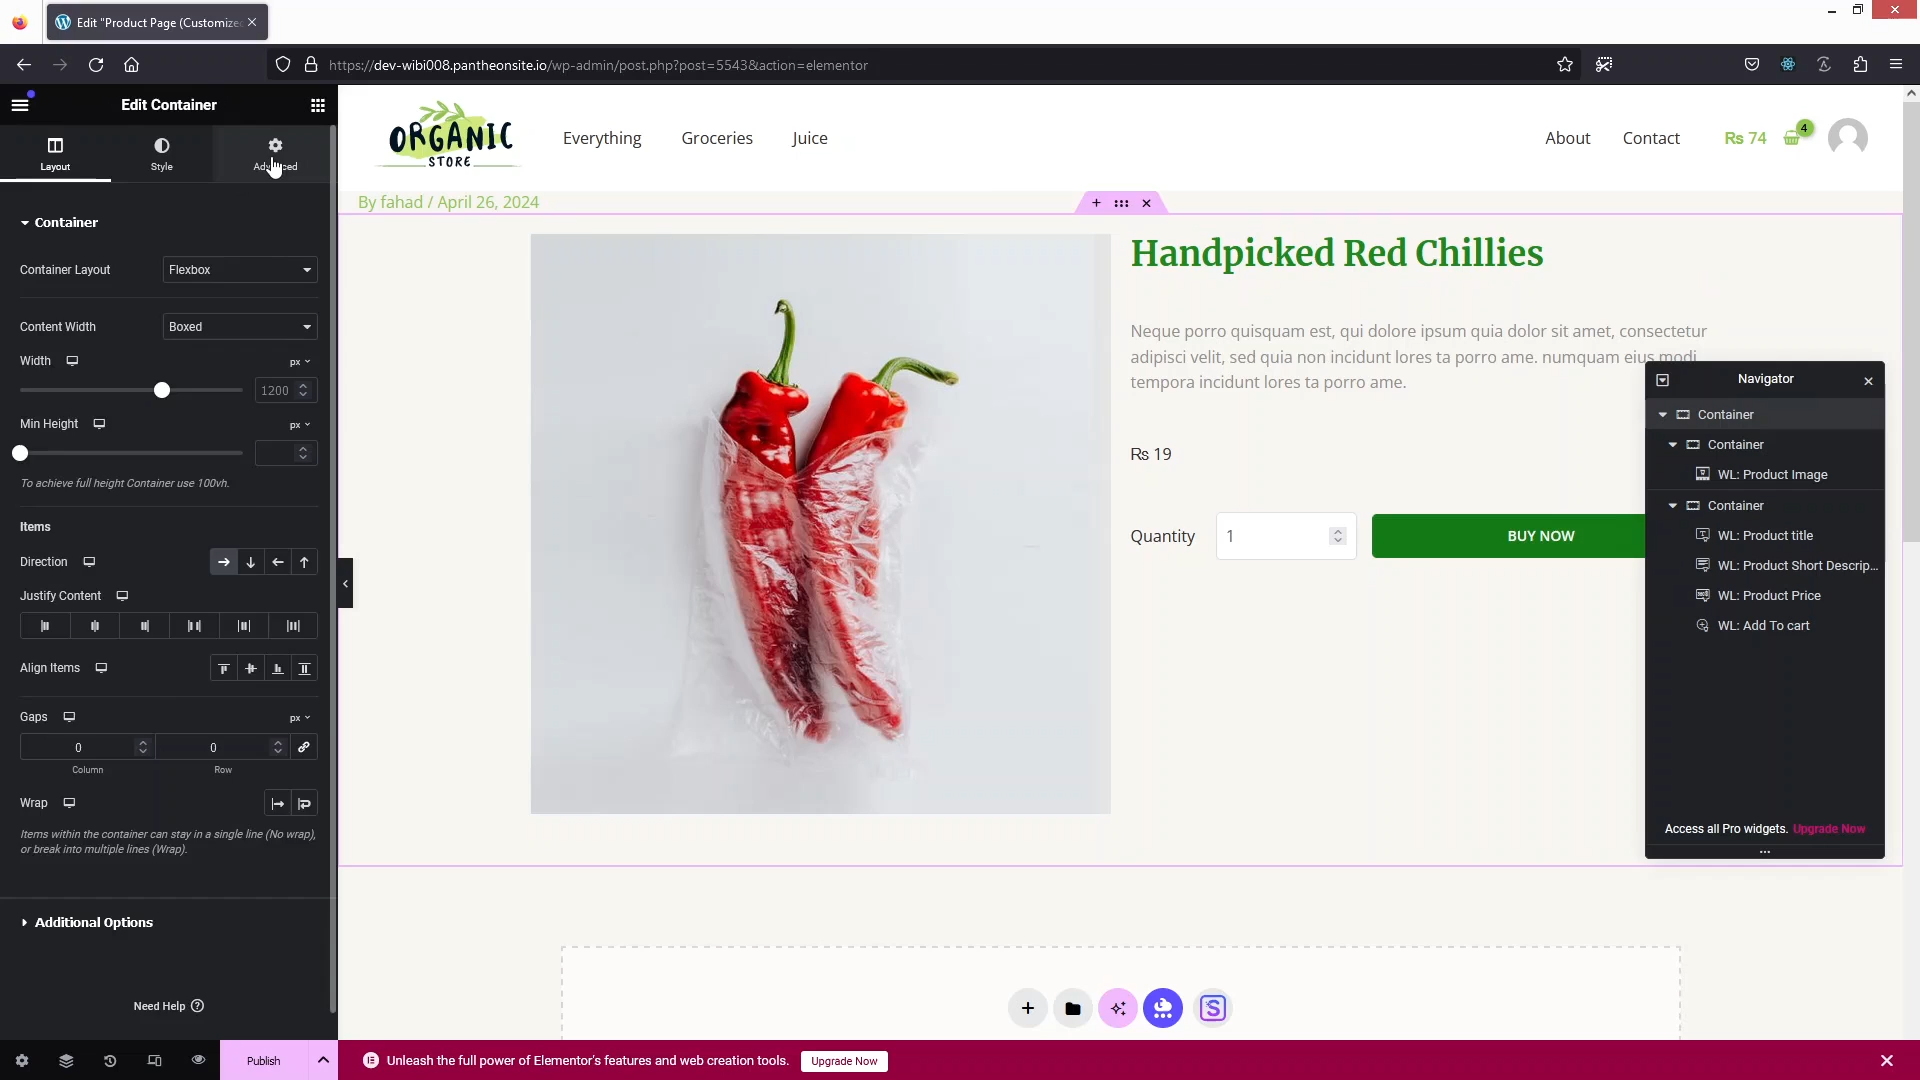 Edit "Product Page (Customize
https://dev-wibi008.pantheonsite.io/wp-admin/post.php?post=5543&action=elementor
Edit Container
Layout
Style
Advanced
Container
Container Layout
Flexbox
Content Width
Boxed
Width
px
1200
Min Height
px
To achieve full height Container use 100vh.
Items
Direction
Justify Content
Align Items
Gaps
px
0
0
Column
Row
Wrap
Items within the container can stay in a single line (No wrap),
or break into multiple lines (Wrap).
Additional Options
Need Help
Publish
ORGANIC
STORE
Everything
Groceries
Juice
About
Contact
₨ 74
4
By fahad / April 26, 2024
Handpicked Red Chillies
Neque porro quisquam est, qui dolore ipsum quia dolor sit amet, consectetur
adipisci velit, sed quia non incidunt lores ta porro ame. numquam eius modi
tempora incidunt lores ta porro ame.
₨ 19
Quantity
1
BUY NOW
Navigator
Container
Container
WL: Product Image
Container
WL: Product title
WL: Product Short Descrip...
WL: Product Price
WL: Add To cart
Access all Pro widgets. Upgrade Now
Unleash the full power of Elementor's features and web creation tools.
Upgrade Now